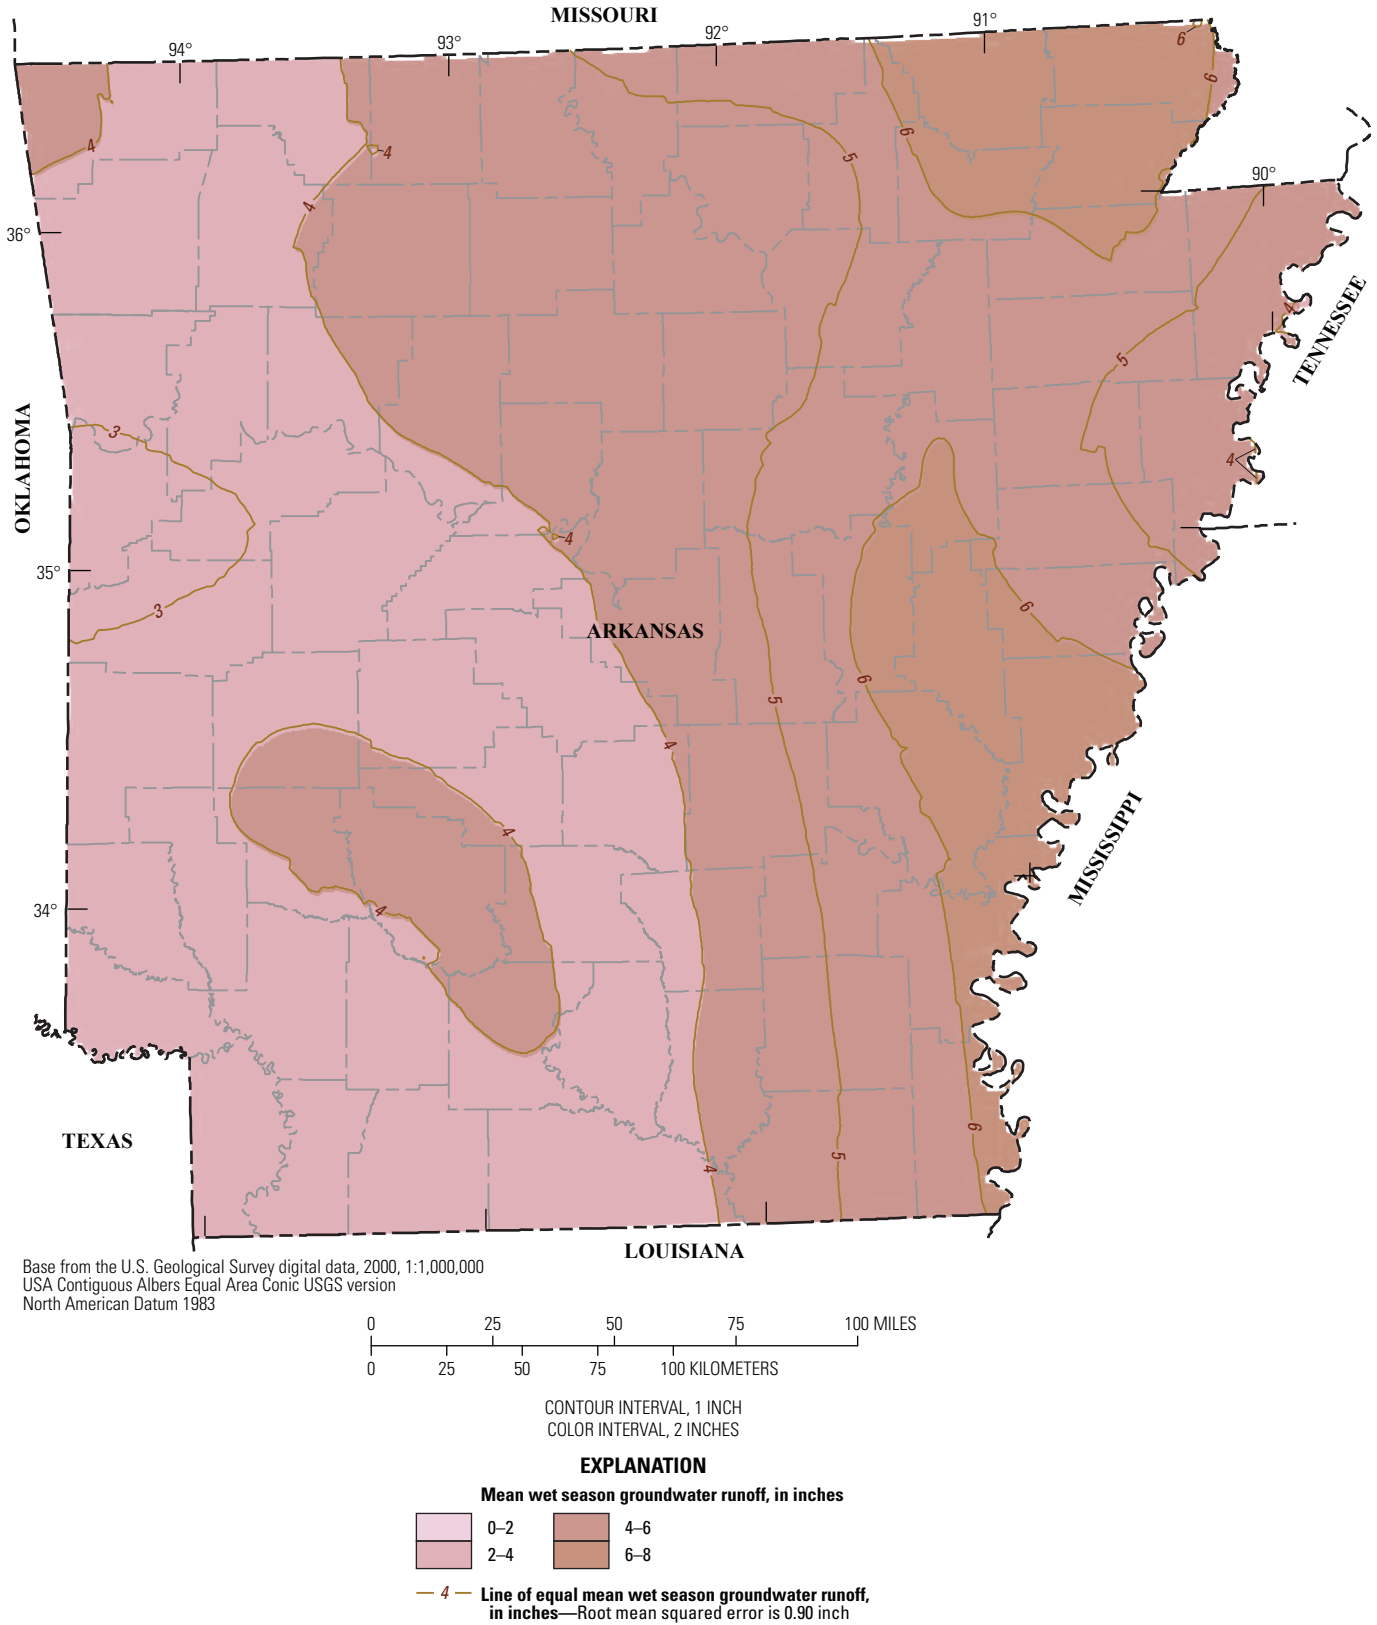 MISSOURI
94°
93°
92°
91°
6
6
4
4
6
5
90°
4
36°
TENNESSEE
4
5
OKLAHOMA
3
4
4
35°
3
6
ARKANSAS
6
5
4
MISSISSIPPI
4
4
34°
TEXAS
6
5
4
LOUISIANA
Base from the U.S. Geological Survey digital data, 2000, 1:1,000,000
USA Contiguous Albers Equal Area Conic USGS version
North American Datum 1983
0 25 50 75 100 MILES
0 25 50 75 100 KILOMETERS
CONTOUR INTERVAL, 1 INCH
COLOR INTERVAL, 2 INCHES
EXPLANATION
Mean wet season groundwater runoff, in inches
0–2 4–6
2–4 6–8
4 Line of equal mean wet season groundwater runoff,
in inches—Root mean squared error is 0.90 inch